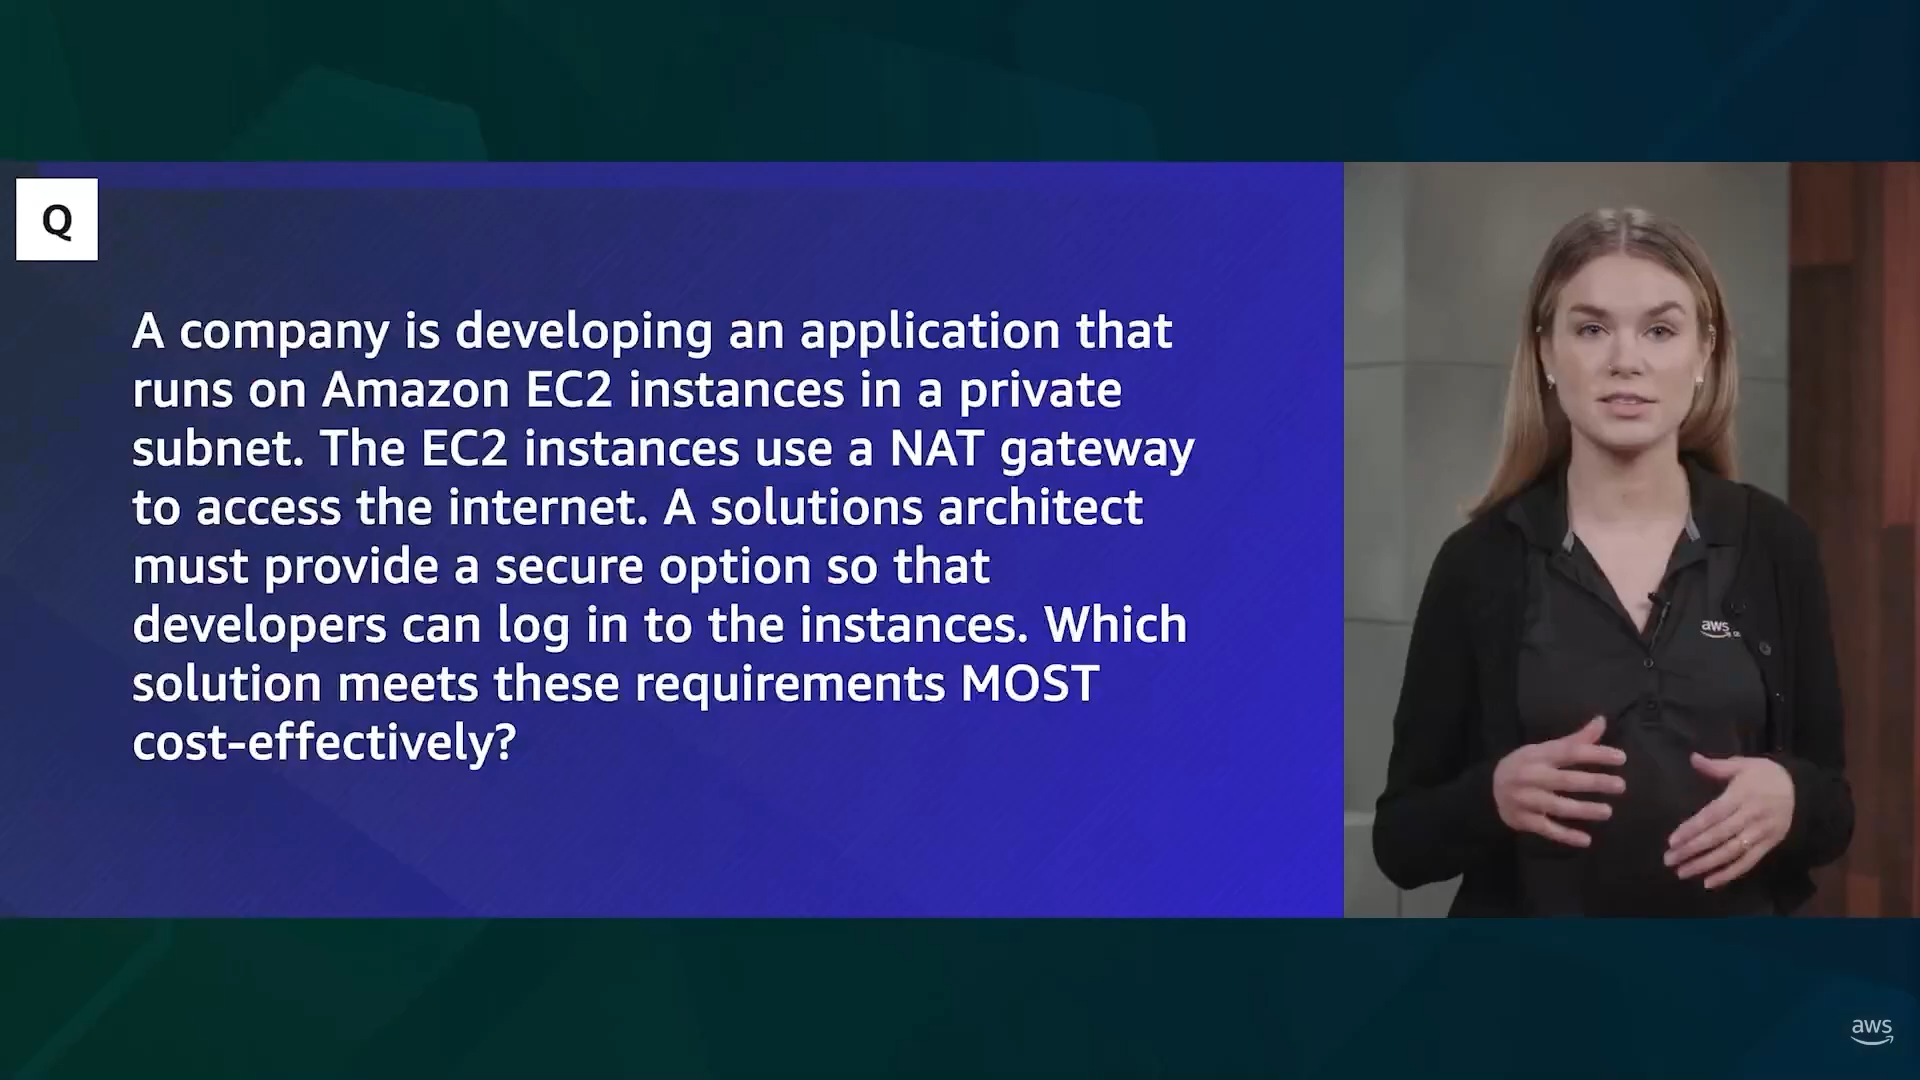 Q
A company is developing an application that
runs on Amazon EC2 instances in a private
subnet. The EC2 instances use a NAT gateway
to access the internet. A solutions architect
must provide a secure option so that
developers can log in to the instances. Which
solution meets these requirements MOST
cost-effectively?
aws
aws